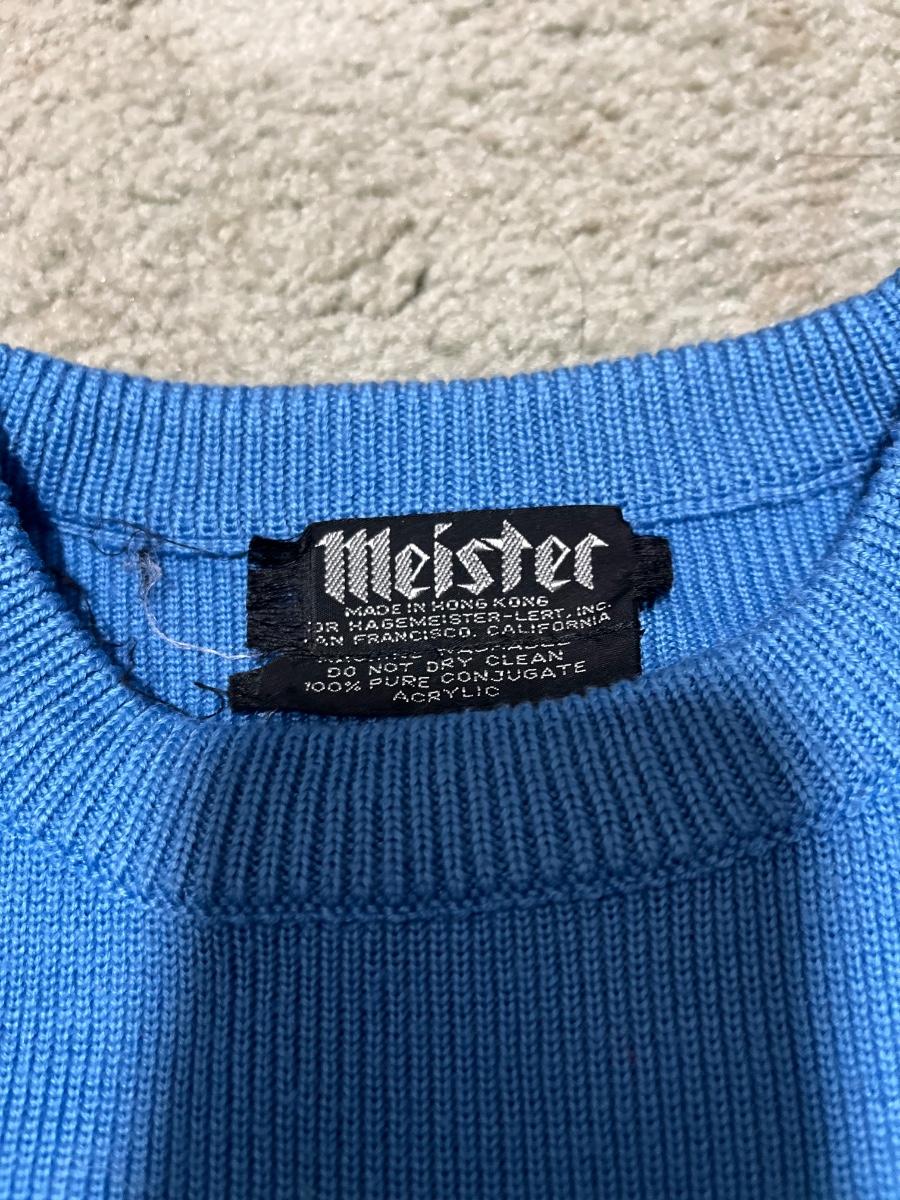 Meister
MADE IN HONG KONG
OR HAGEMEISTER-LERT, INC.
AN FRANCISCO, CALIFORNIA
DO NOT DRY CLEAN
100% PURE CONJUGATE
ACRYLIC